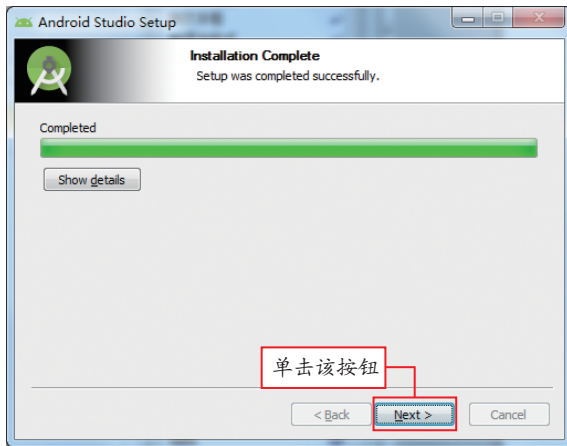 Android Studio Setup
Installation Complete
Setup was completed successfully.
Completed
Show details
单击该按钮
< Back
Next >
Cancel